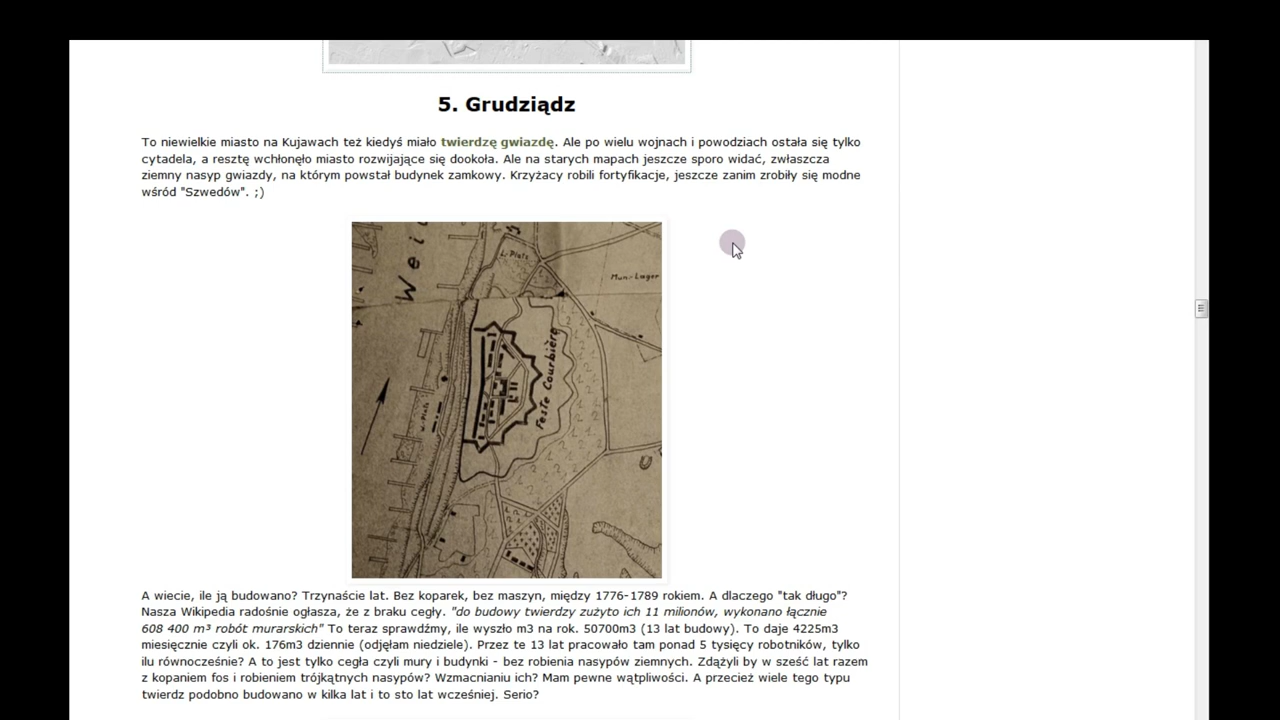 5. Grudziądz
To niewielkie miasto na Kujawach też kiedyś miało twierdzę gwiazdę. Ale po wielu wojnach i powodziach ostała się tylko
cytadela, a resztę wchłonęło miasto rozwijające się dookoła. Ale na starych mapach jeszcze sporo widać, zwłaszcza
ziemny nasyp gwiazdy, na którym powstał budynek zamkowy. Krzyżacy robili fortyfikacje, jeszcze zanim zrobiły się modne
wśród "Szwedów". ;)
Wei
L.-Platz
Mun.-Lager
Feste Courbière
A wiecie, ile ją budowano? Trzynaście lat. Bez koparek, bez maszyn, między 1776-1789 rokiem. A dlaczego "tak długo"?
Nasza Wikipedia radośnie ogłasza, że z braku cegły. "do budowy twierdzy zużyto ich 11 milionów, wykonano łącznie
608 400 m³ robót murarskich" To teraz sprawdźmy, ile wyszło m3 na rok. 50700m3 (13 lat budowy). To daje 4225m3
miesięcznie czyli ok. 176m3 dziennie (odjęłam niedziele). Przez te 13 lat pracowało tam ponad 5 tysięcy robotników, tylko
ilu równocześnie? A to jest tylko cegła czyli mury i budynki - bez robienia nasypów ziemnych. Zdążyli by w sześć lat razem
z kopaniem fos i robieniem trójkątnych nasypów? Wzmacnianiu ich? Mam pewne wątpliwości. A przecież wiele tego typu
twierdz podobno budowano w kilka lat i to sto lat wcześniej. Serio?